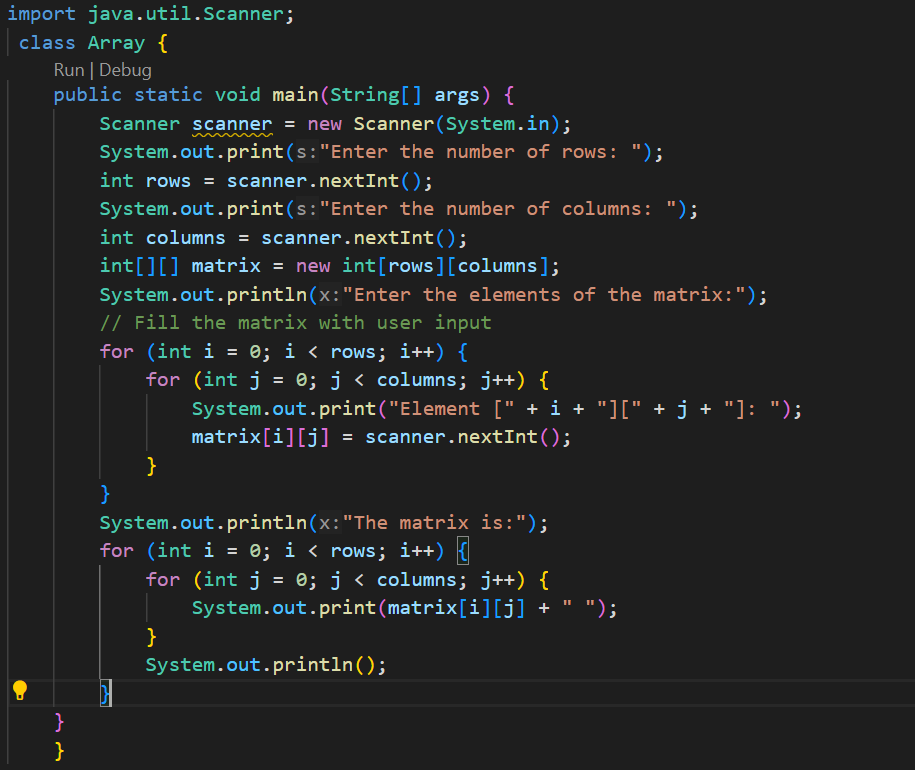 import java.util.Scanner;
class Array {
Run | Debug
public static void main(String[] args) {
Scanner scanner = new Scanner(System.in);
System.out.print(s:"Enter the number of rows: ");
int rows = scanner.nextInt();
System.out.print(s:"Enter the number of columns: ");
int columns = scanner.nextInt();
int[][] matrix = new int[rows][columns];
System.out.println(x:"Enter the elements of the matrix:");
// Fill the matrix with user input
for (int i = 0; i < rows; i++) {
for (int j = 0; j < columns; j++) {
System.out.print("Element [" + i + "][" + j + "]: ");
matrix[i][j] = scanner.nextInt();
}
}
System.out.println(x:"The matrix is:");
for (int i = 0; i < rows; i++) {
for (int j = 0; j < columns; j++) {
System.out.print(matrix[i][j] + " ");
}
System.out.println();
}
}
}